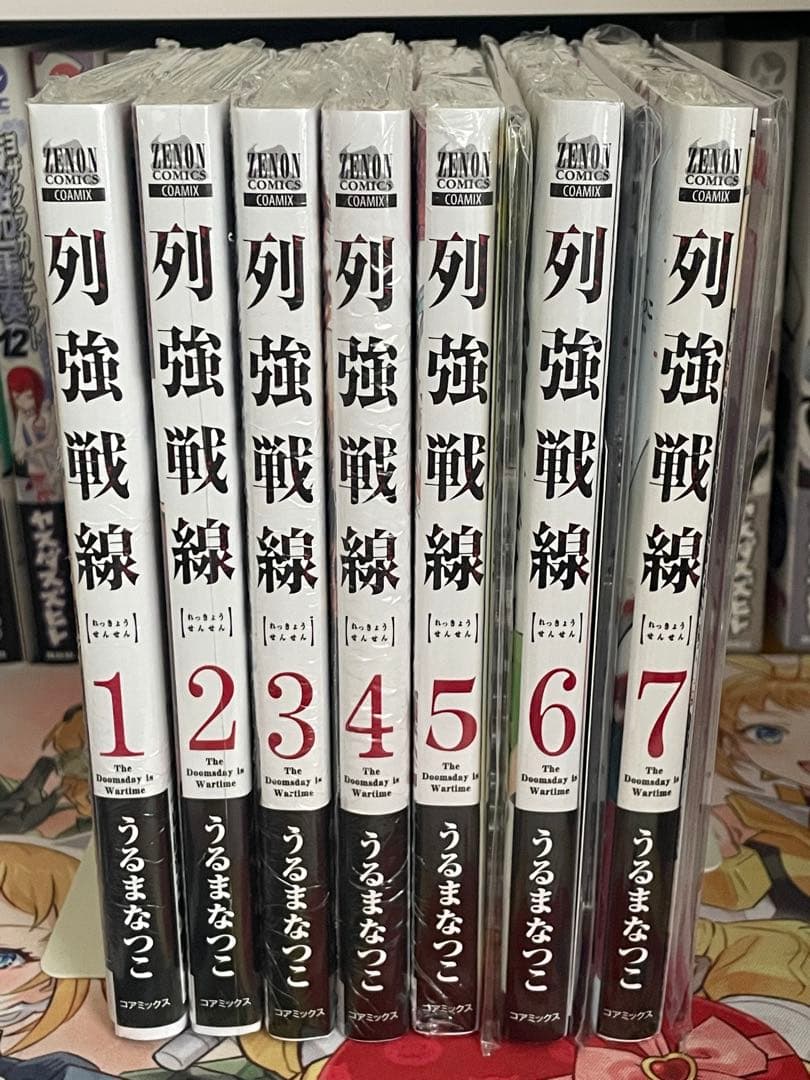 ZENON
COMICS
COAMIX
列強戦線
【れっきょう
せんせん】
1
The
Doomsday is
Wartime
うるまなつこ
コアミックス
ZENON
COMICS
COAMIX
列強戦線
【れっきょう
せんせん】
2
The
Doomsday is
Wartime
うるまなつこ
コアミックス
ZENON
COMICS
COAMIX
列強戦線
【れっきょう
せんせん】
3
The
Doomsday is
Wartime
うるまなつこ
コアミックス
ZENON
COMICS
COAMIX
列強戦線
【れっきょう
せんせん】
4
The
Doomsday is
Wartime
うるまなつこ
コアミックス
ZENON
COMICS
COAMIX
列強戦線
【れっきょう
せんせん】
5
The
Doomsday is
Wartime
うるまなつこ
コアミックス
ZENON
COMICS
COAMIX
列強戦線
【れっきょう
せんせん】
6
The
Doomsday is
Wartime
うるまなつこ
コアミックス
ZENON
COMICS
COAMIX
列強戦線
【れっきょう
せんせん】
7
The
Doomsday is
Wartime
うるまなつこ
コアミックス
12
ヤスダスズヒト